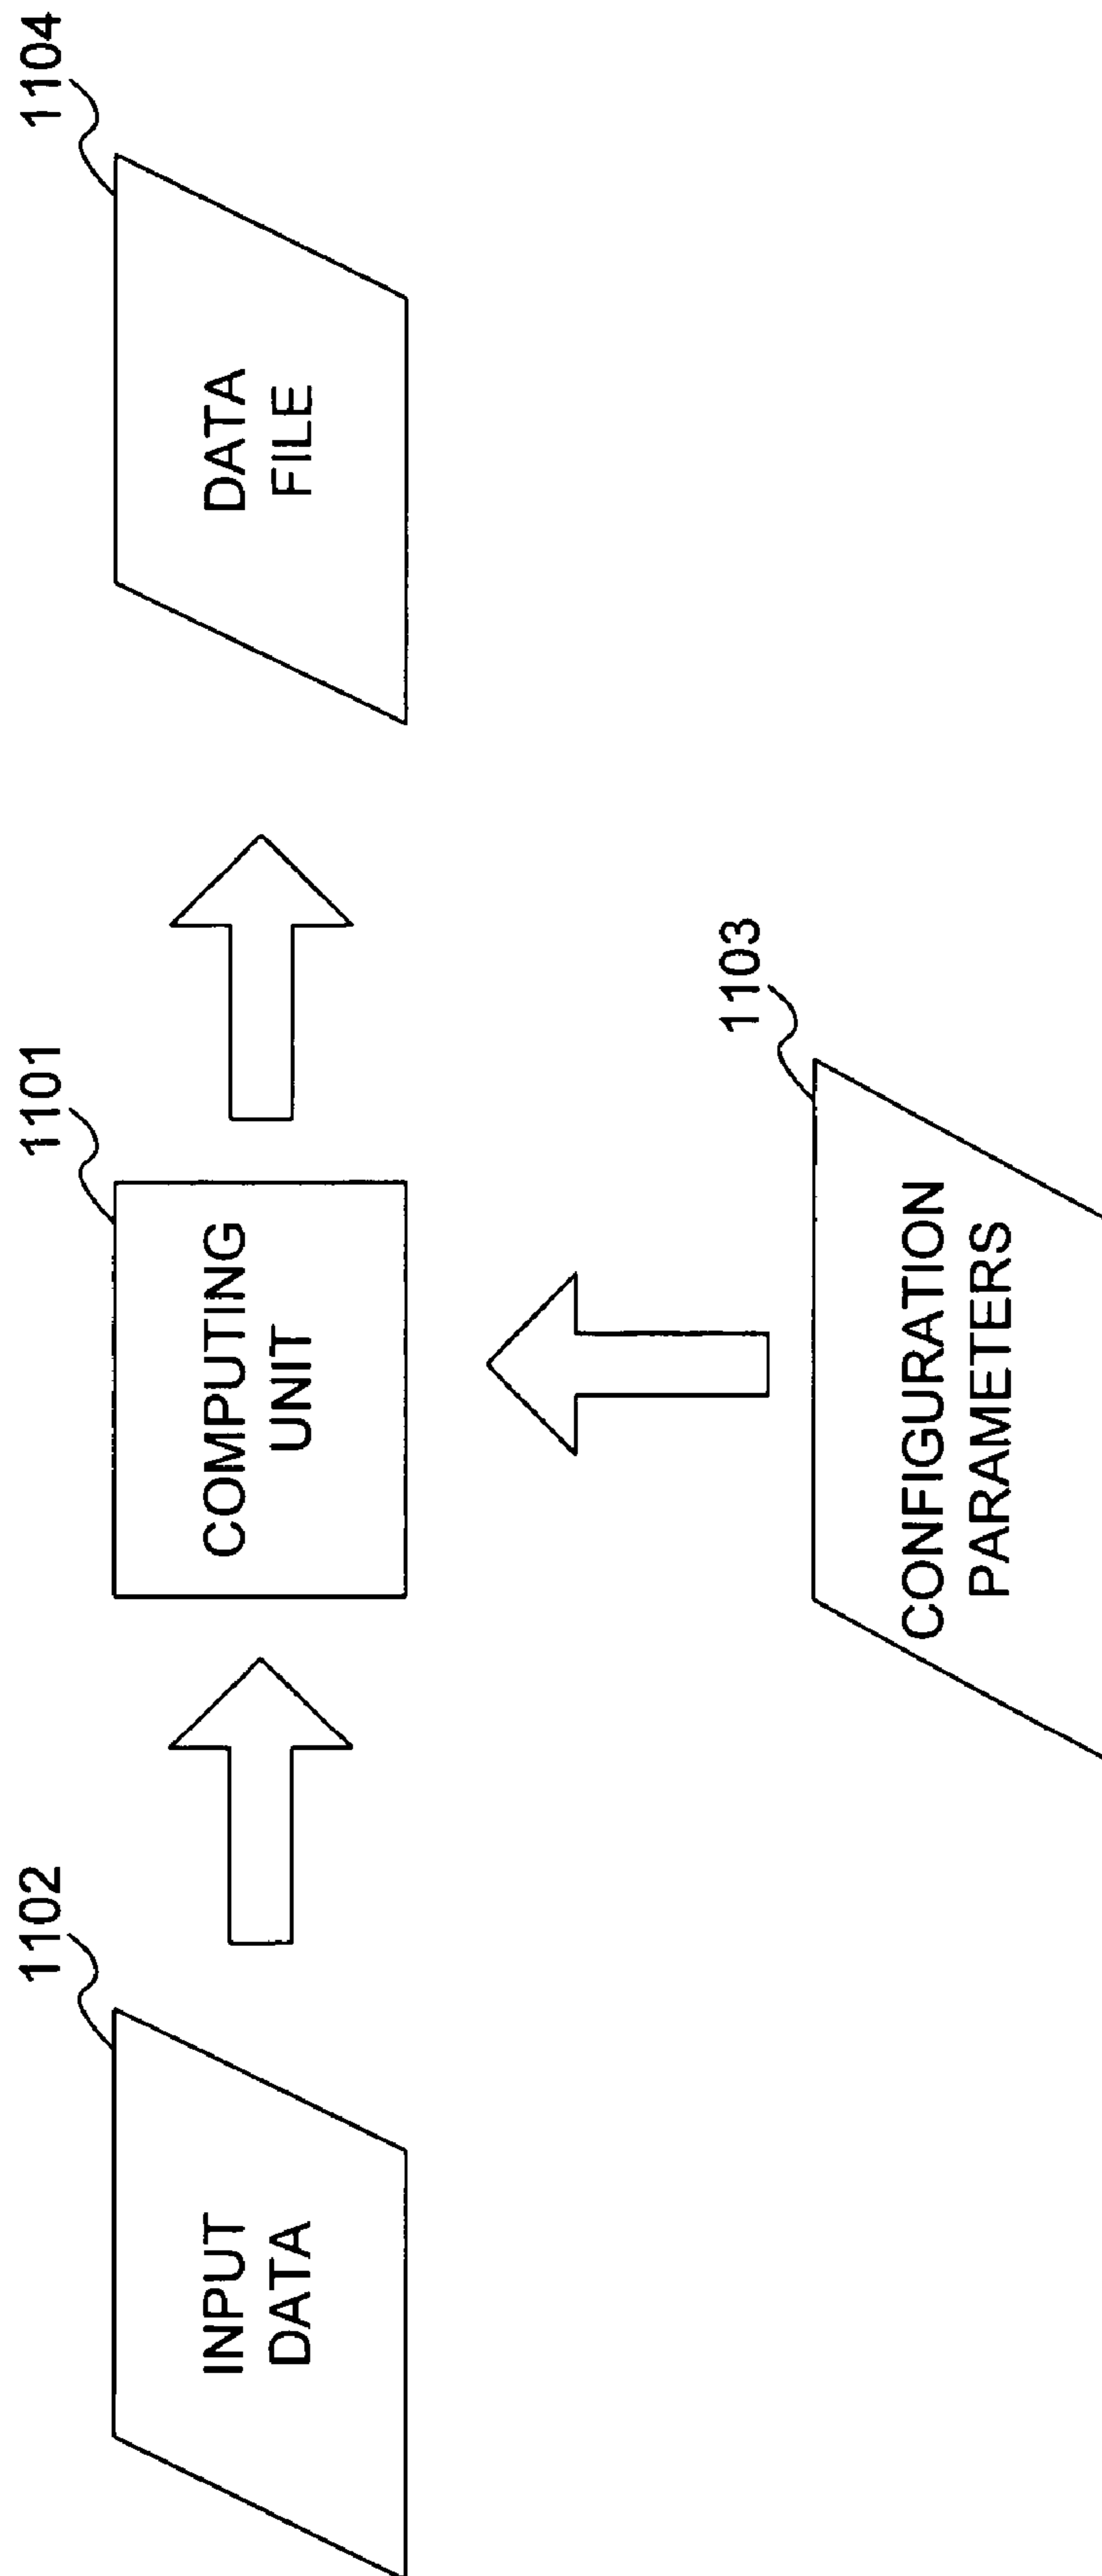 1102
INPUT
DATA
1101
COMPUTING
UNIT
1104
DATA
FILE
1103
CONFIGURATION
PARAMETERS